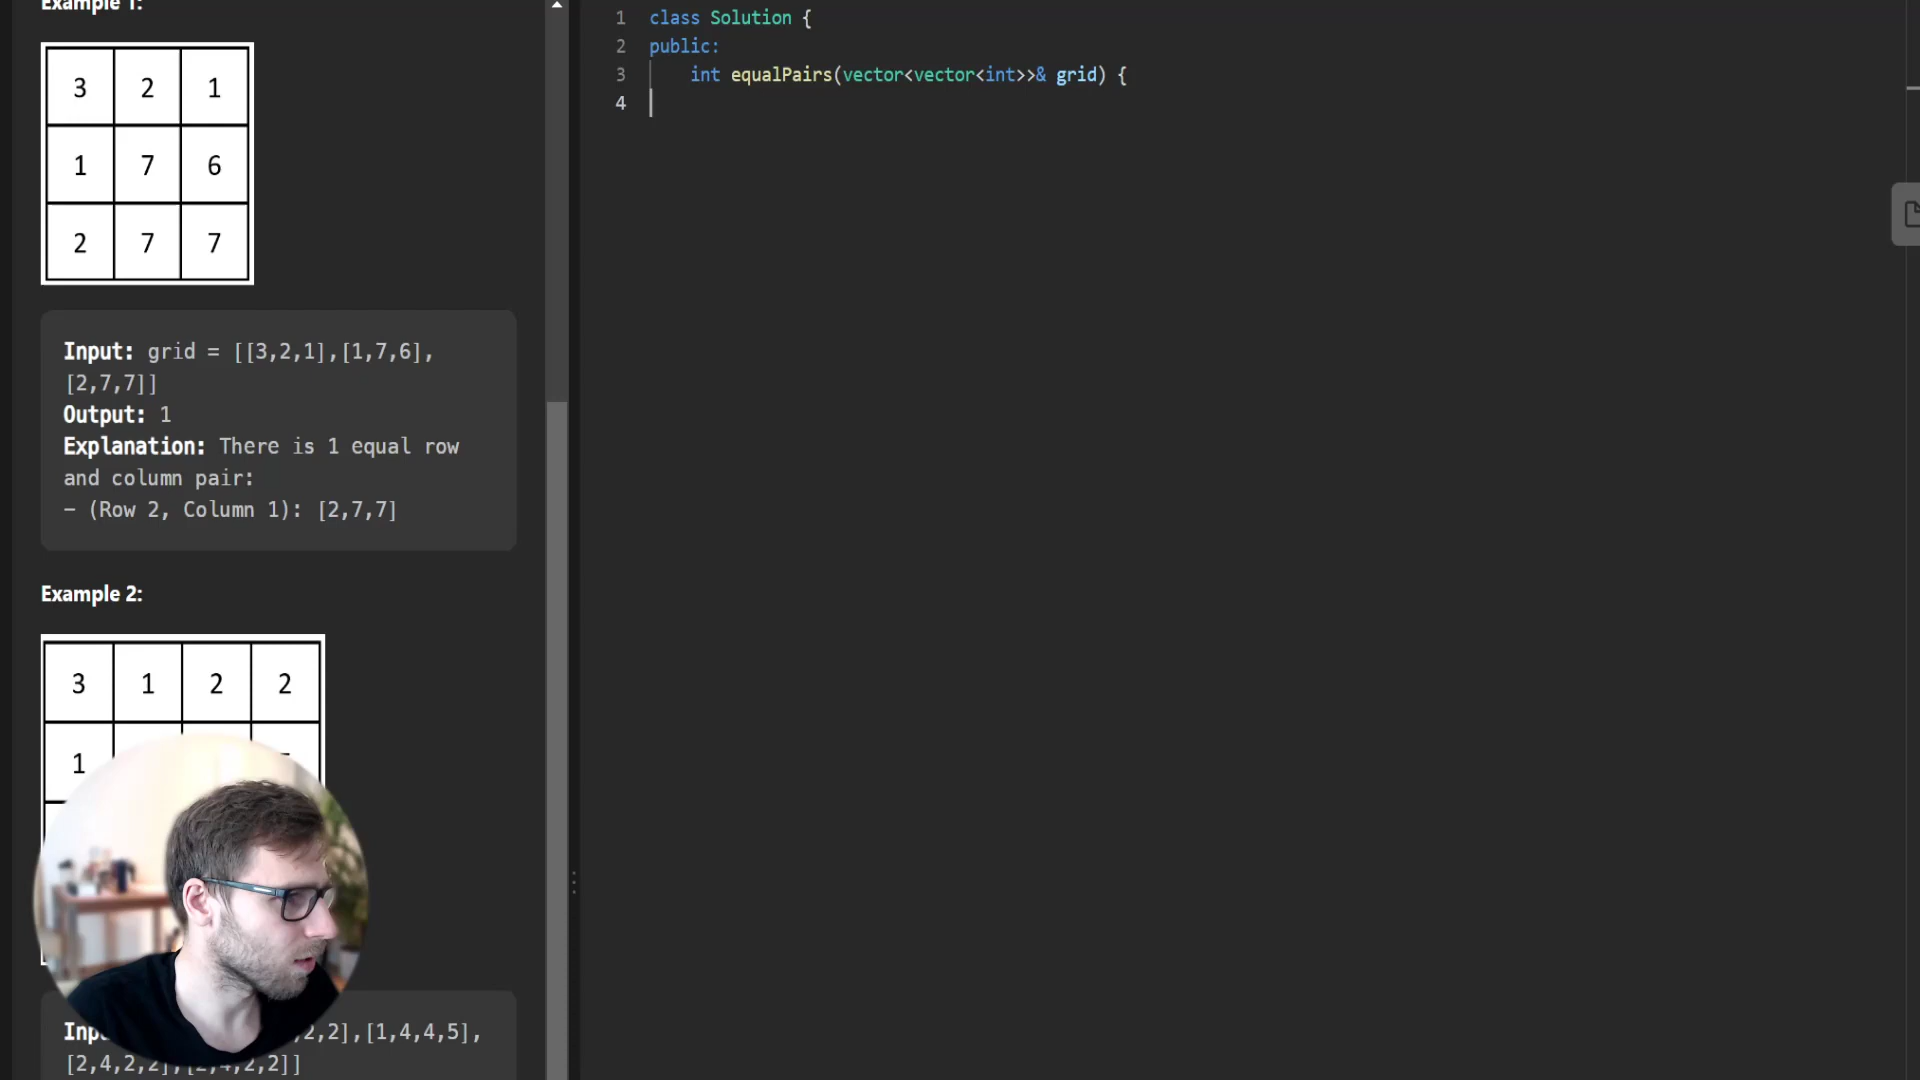 Example 1:
3 2 1
1 7 6
2 7 7
Input: grid = [[3,2,1],[1,7,6],
[2,7,7]]
Output: 1
Explanation: There is 1 equal row
and column pair:
- (Row 2, Column 1): [2,7,7]
Example 2:
3 1 2 2
1
2,2],[1,4,4,5],
[2,4,2,2],[2,4,2,2]]
1 class Solution {
2 public:
3 int equalPairs(vector<vector<int>>& grid) {
4